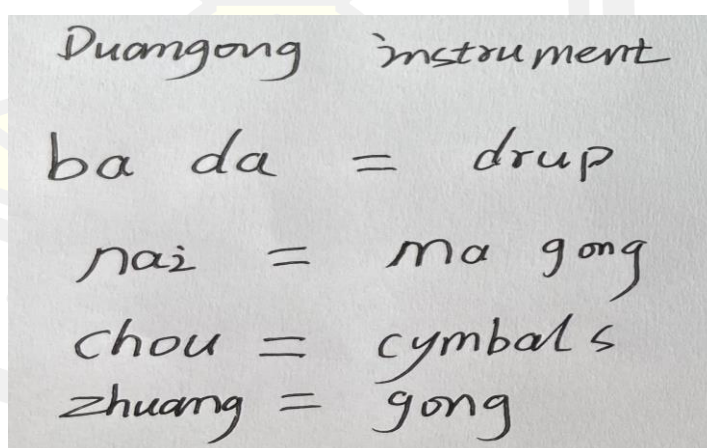 Duangong instrument
ba da = drup
nai = ma gong
chou = cymbals
zhuang = gong